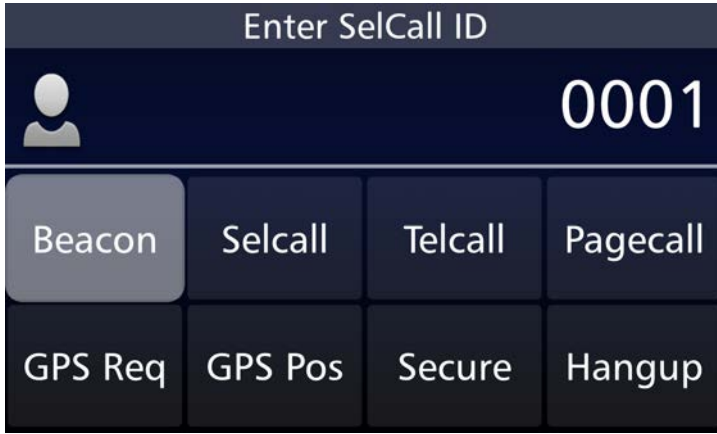 Enter SelCall ID
0001
Beacon Selcall Telcall Pagecall
GPS Req GPS Pos Secure Hangup